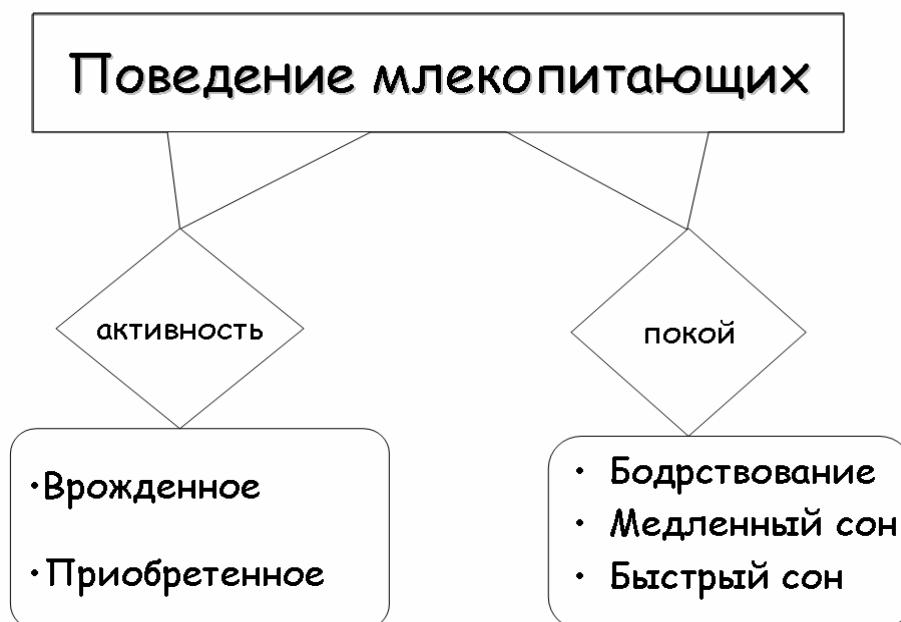 Поведение млекопитающих
активность
покой
·Врожденное
·Приобретенное
· Бодрствование
· Медленный сон
· Быстрый сон